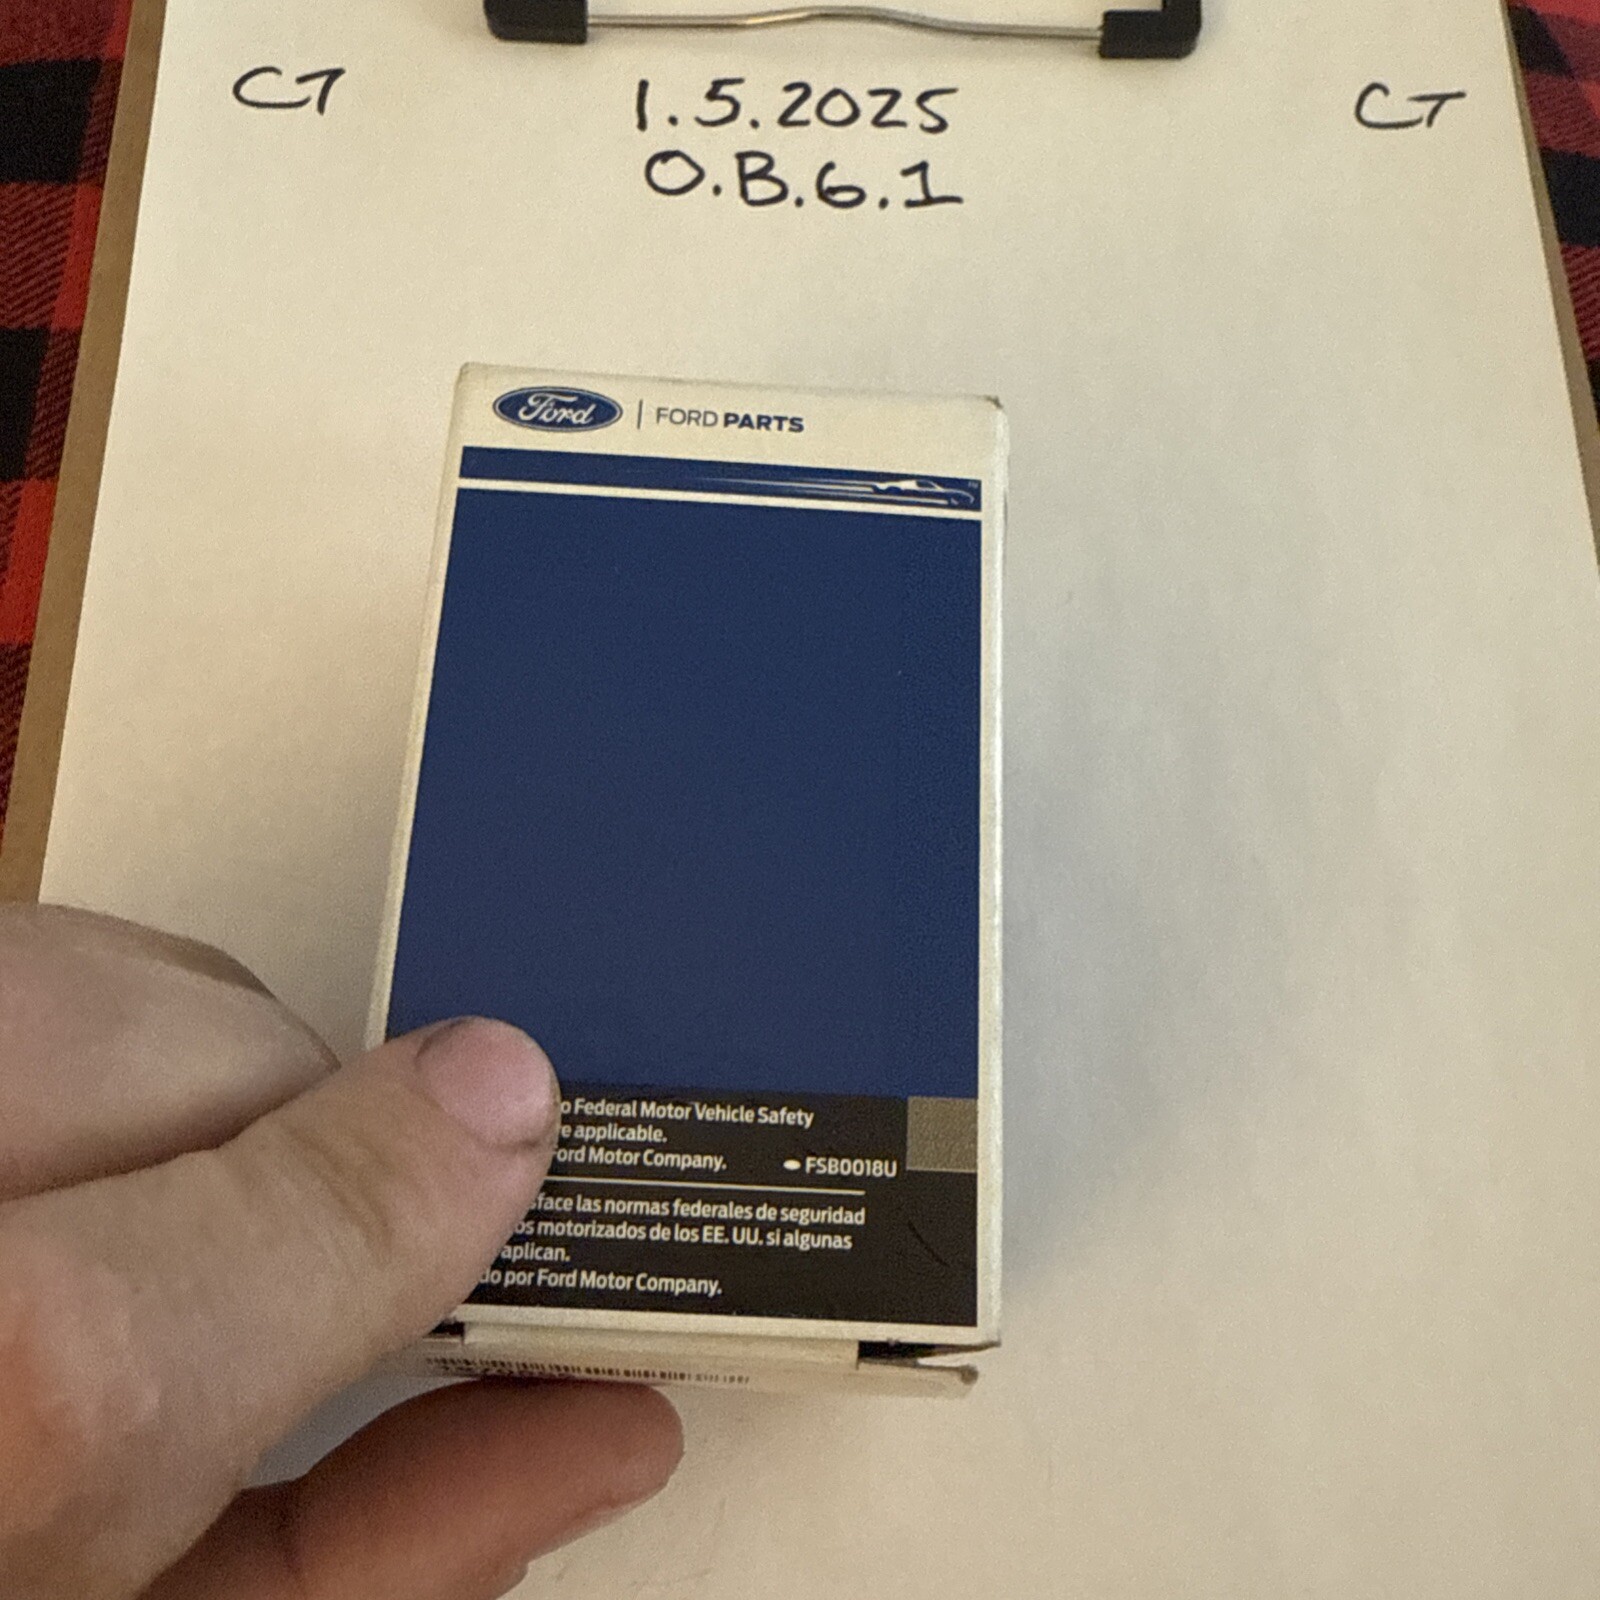 CT 1.5.2025 CT
O.B.6.1
Ford | FORD PARTS
Federal Motor Vehicle Safety
applicable.
Ford Motor Company. FSB0018U
las normas federales de seguridad
motorizados de los EE. UU. si algunas
aplican.
por Ford Motor Company.